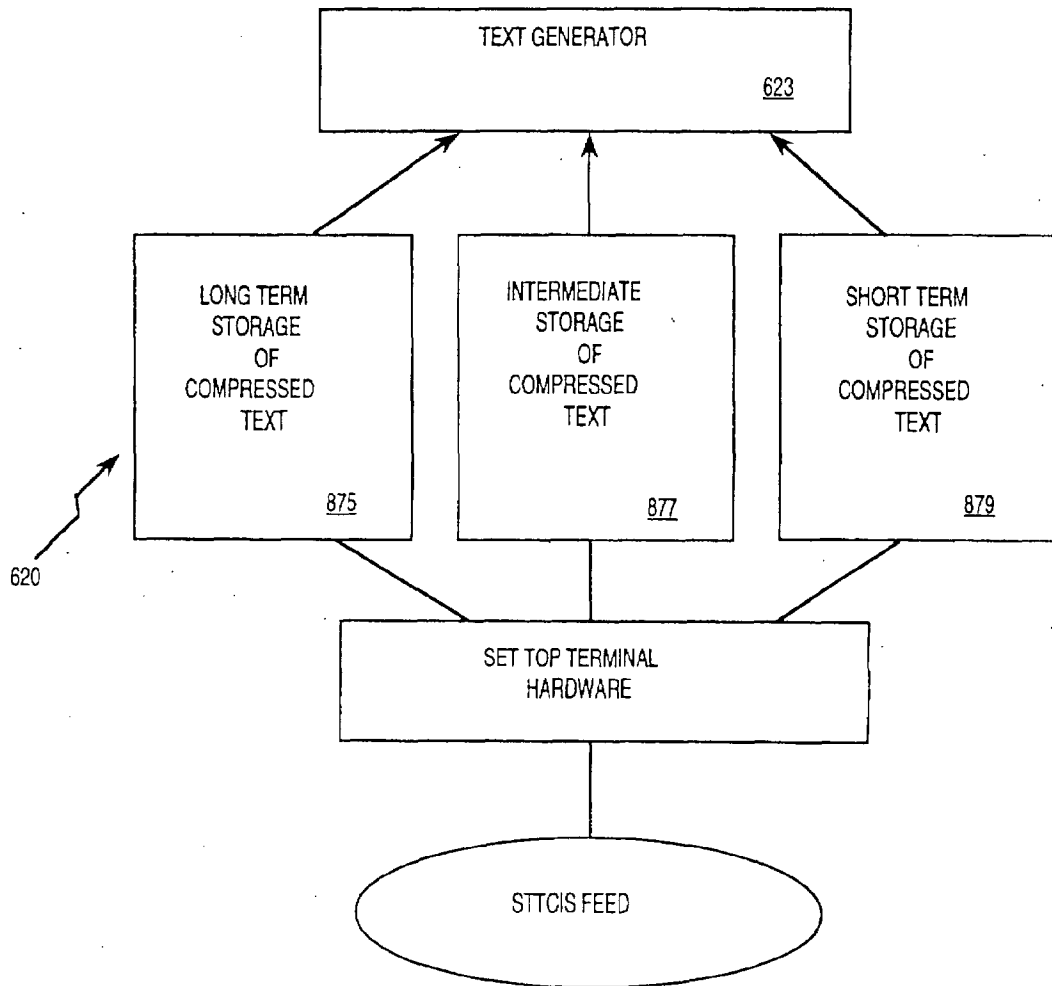 TEXT GENERATOR
623
LONG TERM
STORAGE
OF
COMPRESSED
TEXT
875
INTERMEDIATE
STORAGE
OF
COMPRESSED
TEXT
877
SHORT TERM
STORAGE
OF
COMPRESSED
TEXT
879
620
SET TOP TERMINAL
HARDWARE
STTCIS FEED